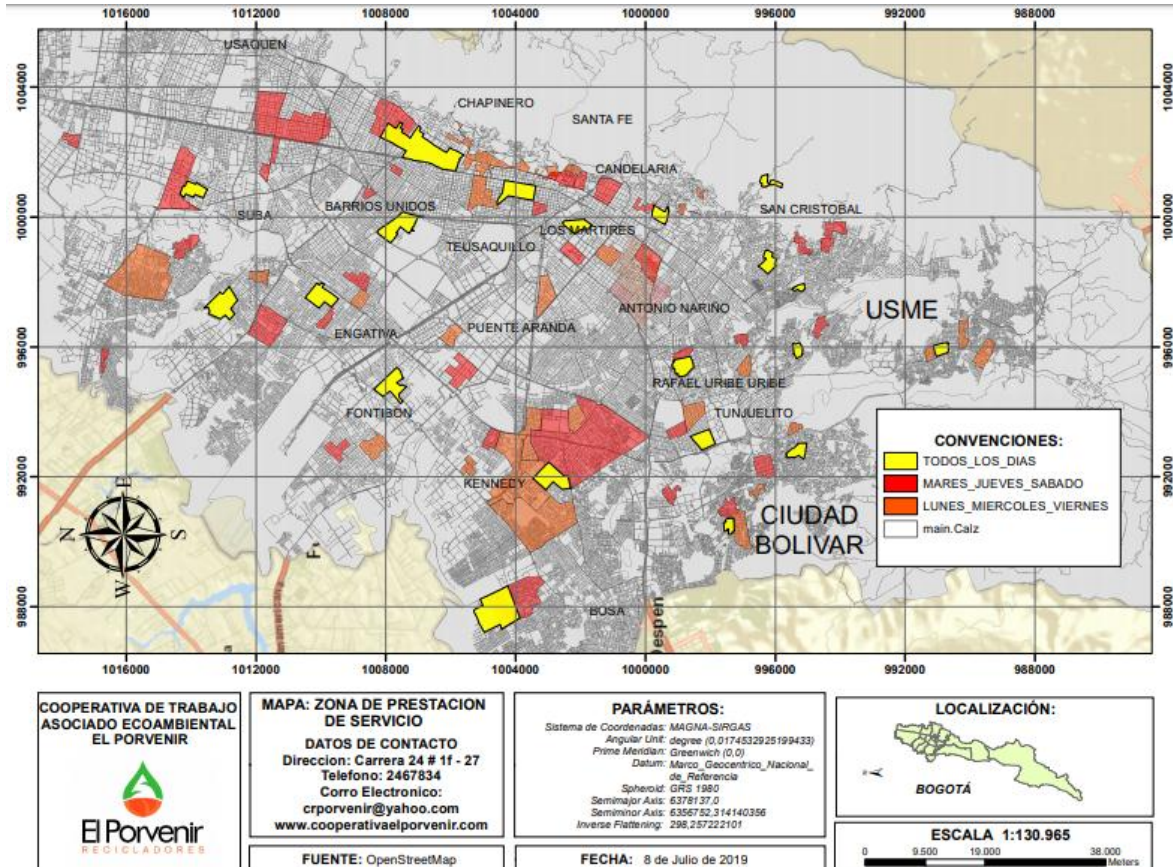 1016000 1012000 1008000 1004000 1000000 996000 992000 988000
1004000
1000000
996000
992000
988000
1004000
1000000
996000
992000
988000
USAQUEN
CHAPINERO
SANTA FE
CANDELARIA
SAN CRISTOBAL
SUBA
BARRIOS UNIDOS
TEUSAQUILLO
LOS MARTIRES
ANTONIO NARIÑO
USME
ENGATIVA
PUENTE ARANDA
RAFAEL URIBE URIBE
FONTIBON
TUNJUELITO
KENNEDY
CIUDAD
BOLIVAR
BOSA
espen
N
E
S
W
CONVENCIONES:
TODOS_LOS_DIAS
MARES_JUEVES_SABADO
LUNES_MIERCOLES_VIERNES
main.Calz
1016000 1012000 1008000 1004000 1000000 996000 992000 988000
COOPERATIVA DE TRABAJO
ASOCIADO ECOAMBIENTAL
EL PORVENIR
El Porvenir
RECICLADORES
MAPA: ZONA DE PRESTACION
DE SERVICIO
DATOS DE CONTACTO
Direccion: Carrera 24 # 1f - 27
Telefono: 2467834
Corro Electronico:
crporvenir@yahoo.com
www.cooperativaelporvenir.com
FUENTE: OpenStreetMap
PARÁMETROS:
Sistema de Coordenadas: MAGNA-SIRGAS
Angular Unit: degree (0,0174532925199433)
Prime Meridian: Greenwich (0,0)
Datum: Marco_Geocentrico_Nacional_
de_Referencia
Spheroid: GRS 1980
Semimajor Axis: 6378137,0
Semiminor Axis: 6356752,314140356
Inverse Flattening: 298,257222101
FECHA: 8 de Julio de 2019
LOCALIZACIÓN:
BOGOTÁ
ESCALA 1:130.965
0 9.500 19.000 38.000
Meters